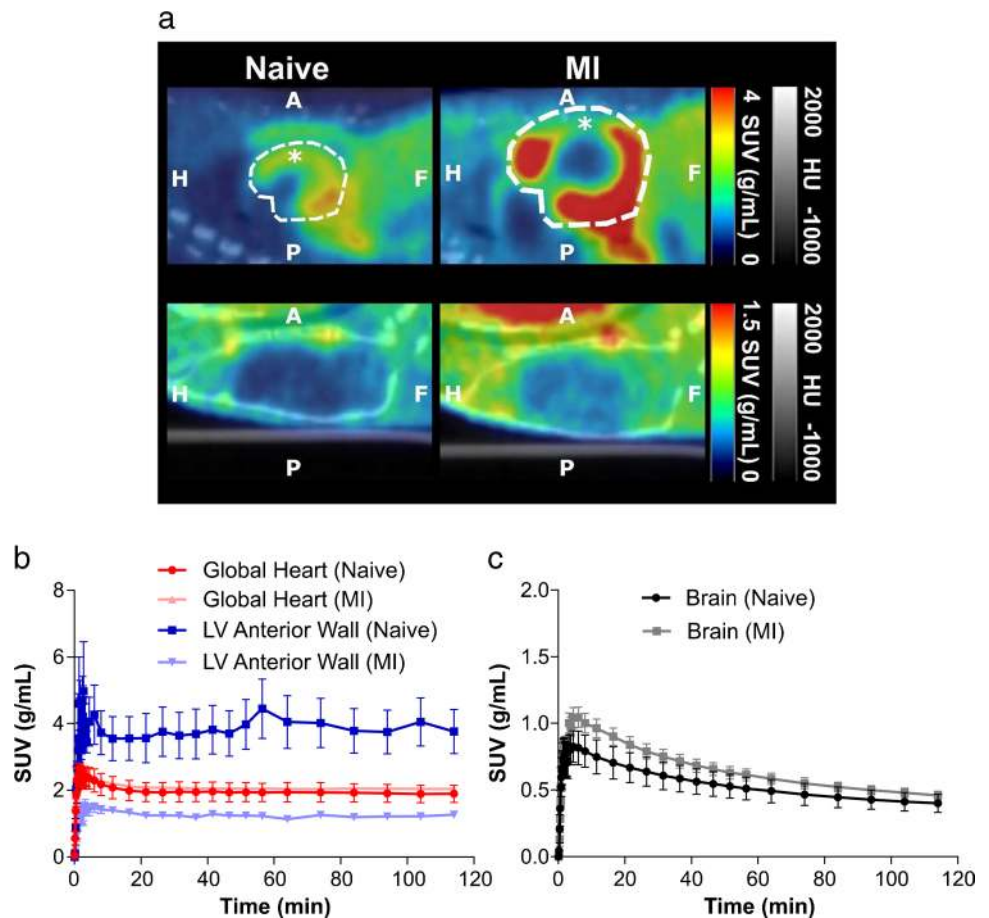 a
Naive
MI
A
H
*
P
A
*
F
P
4 SUV (g/mL) 0
2000 HU -1000
A
H
F
P
A
H
F
1.5 SUV (g/mL) 0
2000 HU -1000
b
Global Heart (Naive)
Global Heart (MI)
LV Anterior Wall (Naive)
LV Anterior Wall (MI)
SUV (g/mL)
8
6
4
2
0
0 20 40 60 80 100 120
Time (min)
c
Brain (Naive)
Brain (MI)
SUV (g/mL)
2.0
1.5
1.0
0.5
0.0
0 20 40 60 80 100 120
Time (min)